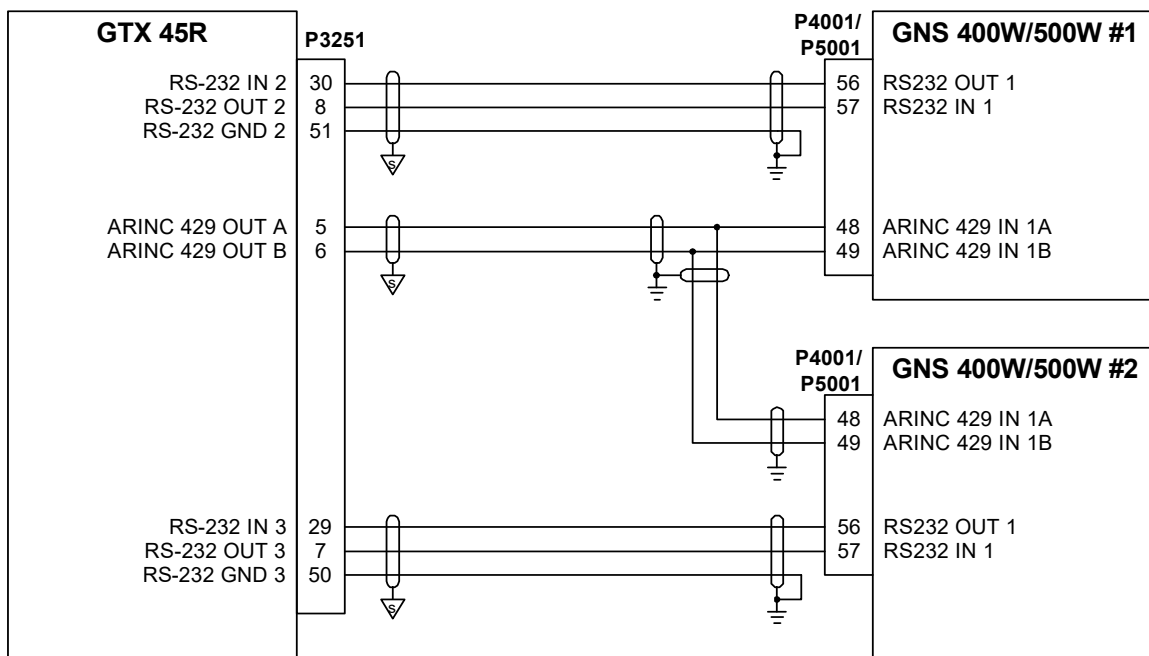 GTX 45R
P3251
P4001/
P5001
GNS 400W/500W #1
RS-232 IN 2 30 56 RS232 OUT 1
RS-232 OUT 2 8 57 RS232 IN 1
RS-232 GND 2 51
S
ARINC 429 OUT A 5 48 ARINC 429 IN 1A
ARINC 429 OUT B 6 49 ARINC 429 IN 1B
S
P4001/
P5001
GNS 400W/500W #2
48 ARINC 429 IN 1A
49 ARINC 429 IN 1B
RS-232 IN 3 29 56 RS232 OUT 1
RS-232 OUT 3 7 57 RS232 IN 1
RS-232 GND 3 50
S